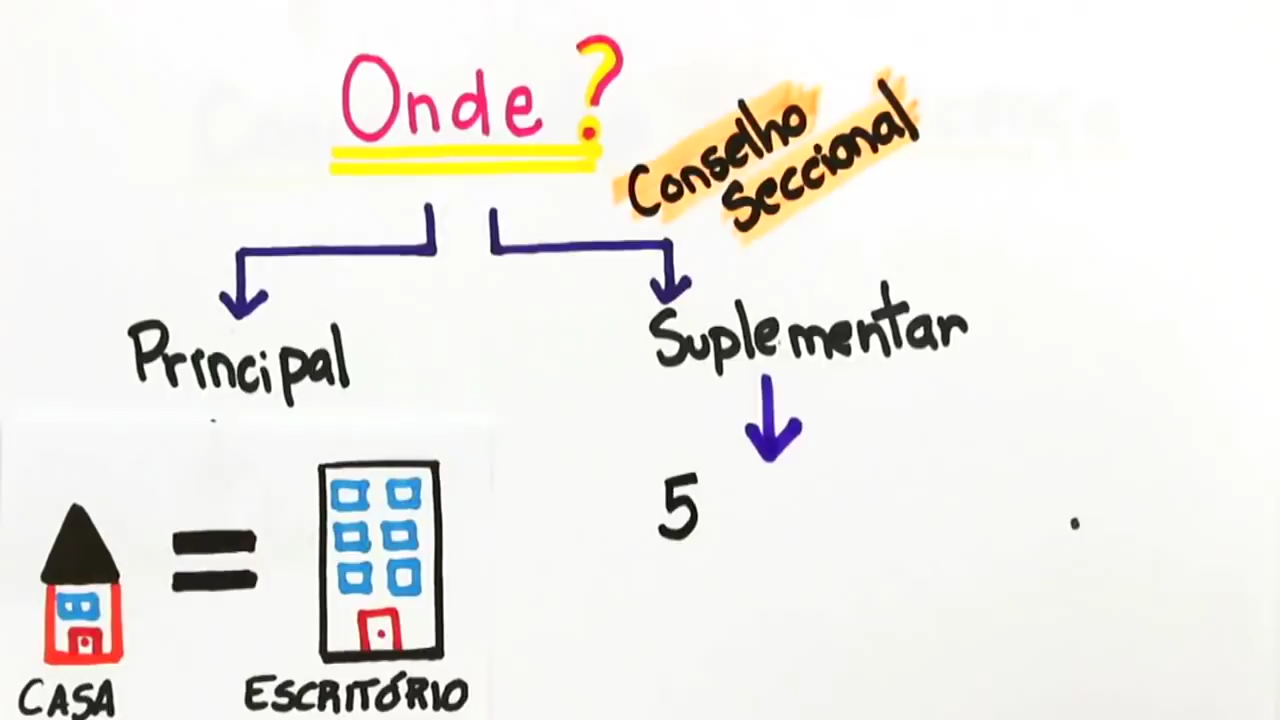 Onde?
Conselho
Seccional
Principal
Suplementar
5
CASA
=
ESCRITÓRIO